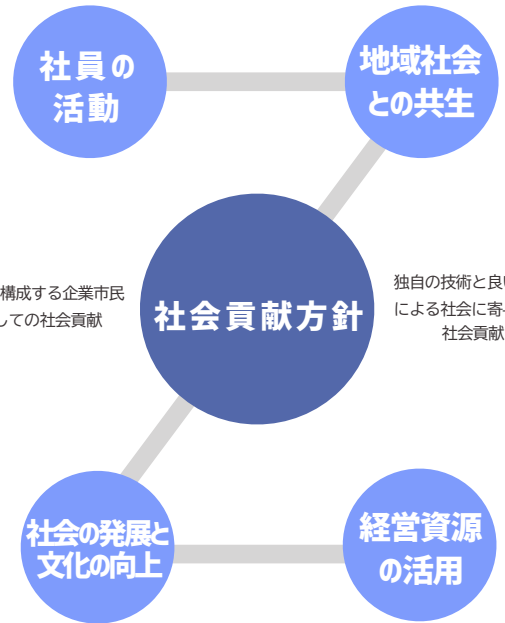 社員の
活動
地域社会
との共生
構成する企業市民
しての社会貢献
社会貢献方針
独自の技術と良い
による社会に寄
社会貢献
社会の発展と
文化の向上
経営資源
の活用